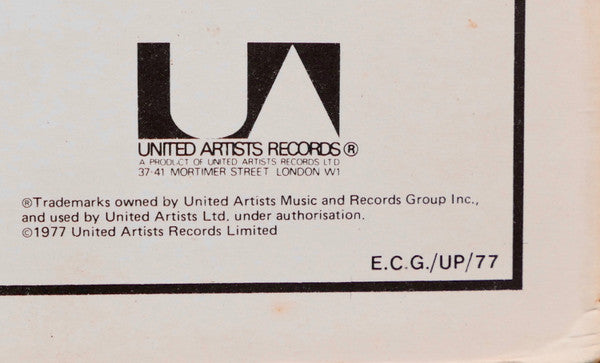 UA
UNITED ARTISTS RECORDS®
A PRODUCT OF UNITED ARTISTS RECORDS LTD
37-41 MORTIMER STREET LONDON W1
®Trademarks owned by United Artists Music and Records Group Inc.,
and used by United Artists Ltd, under authorisation.
©1977 United Artists Records Limited
E.C.G./UP/77